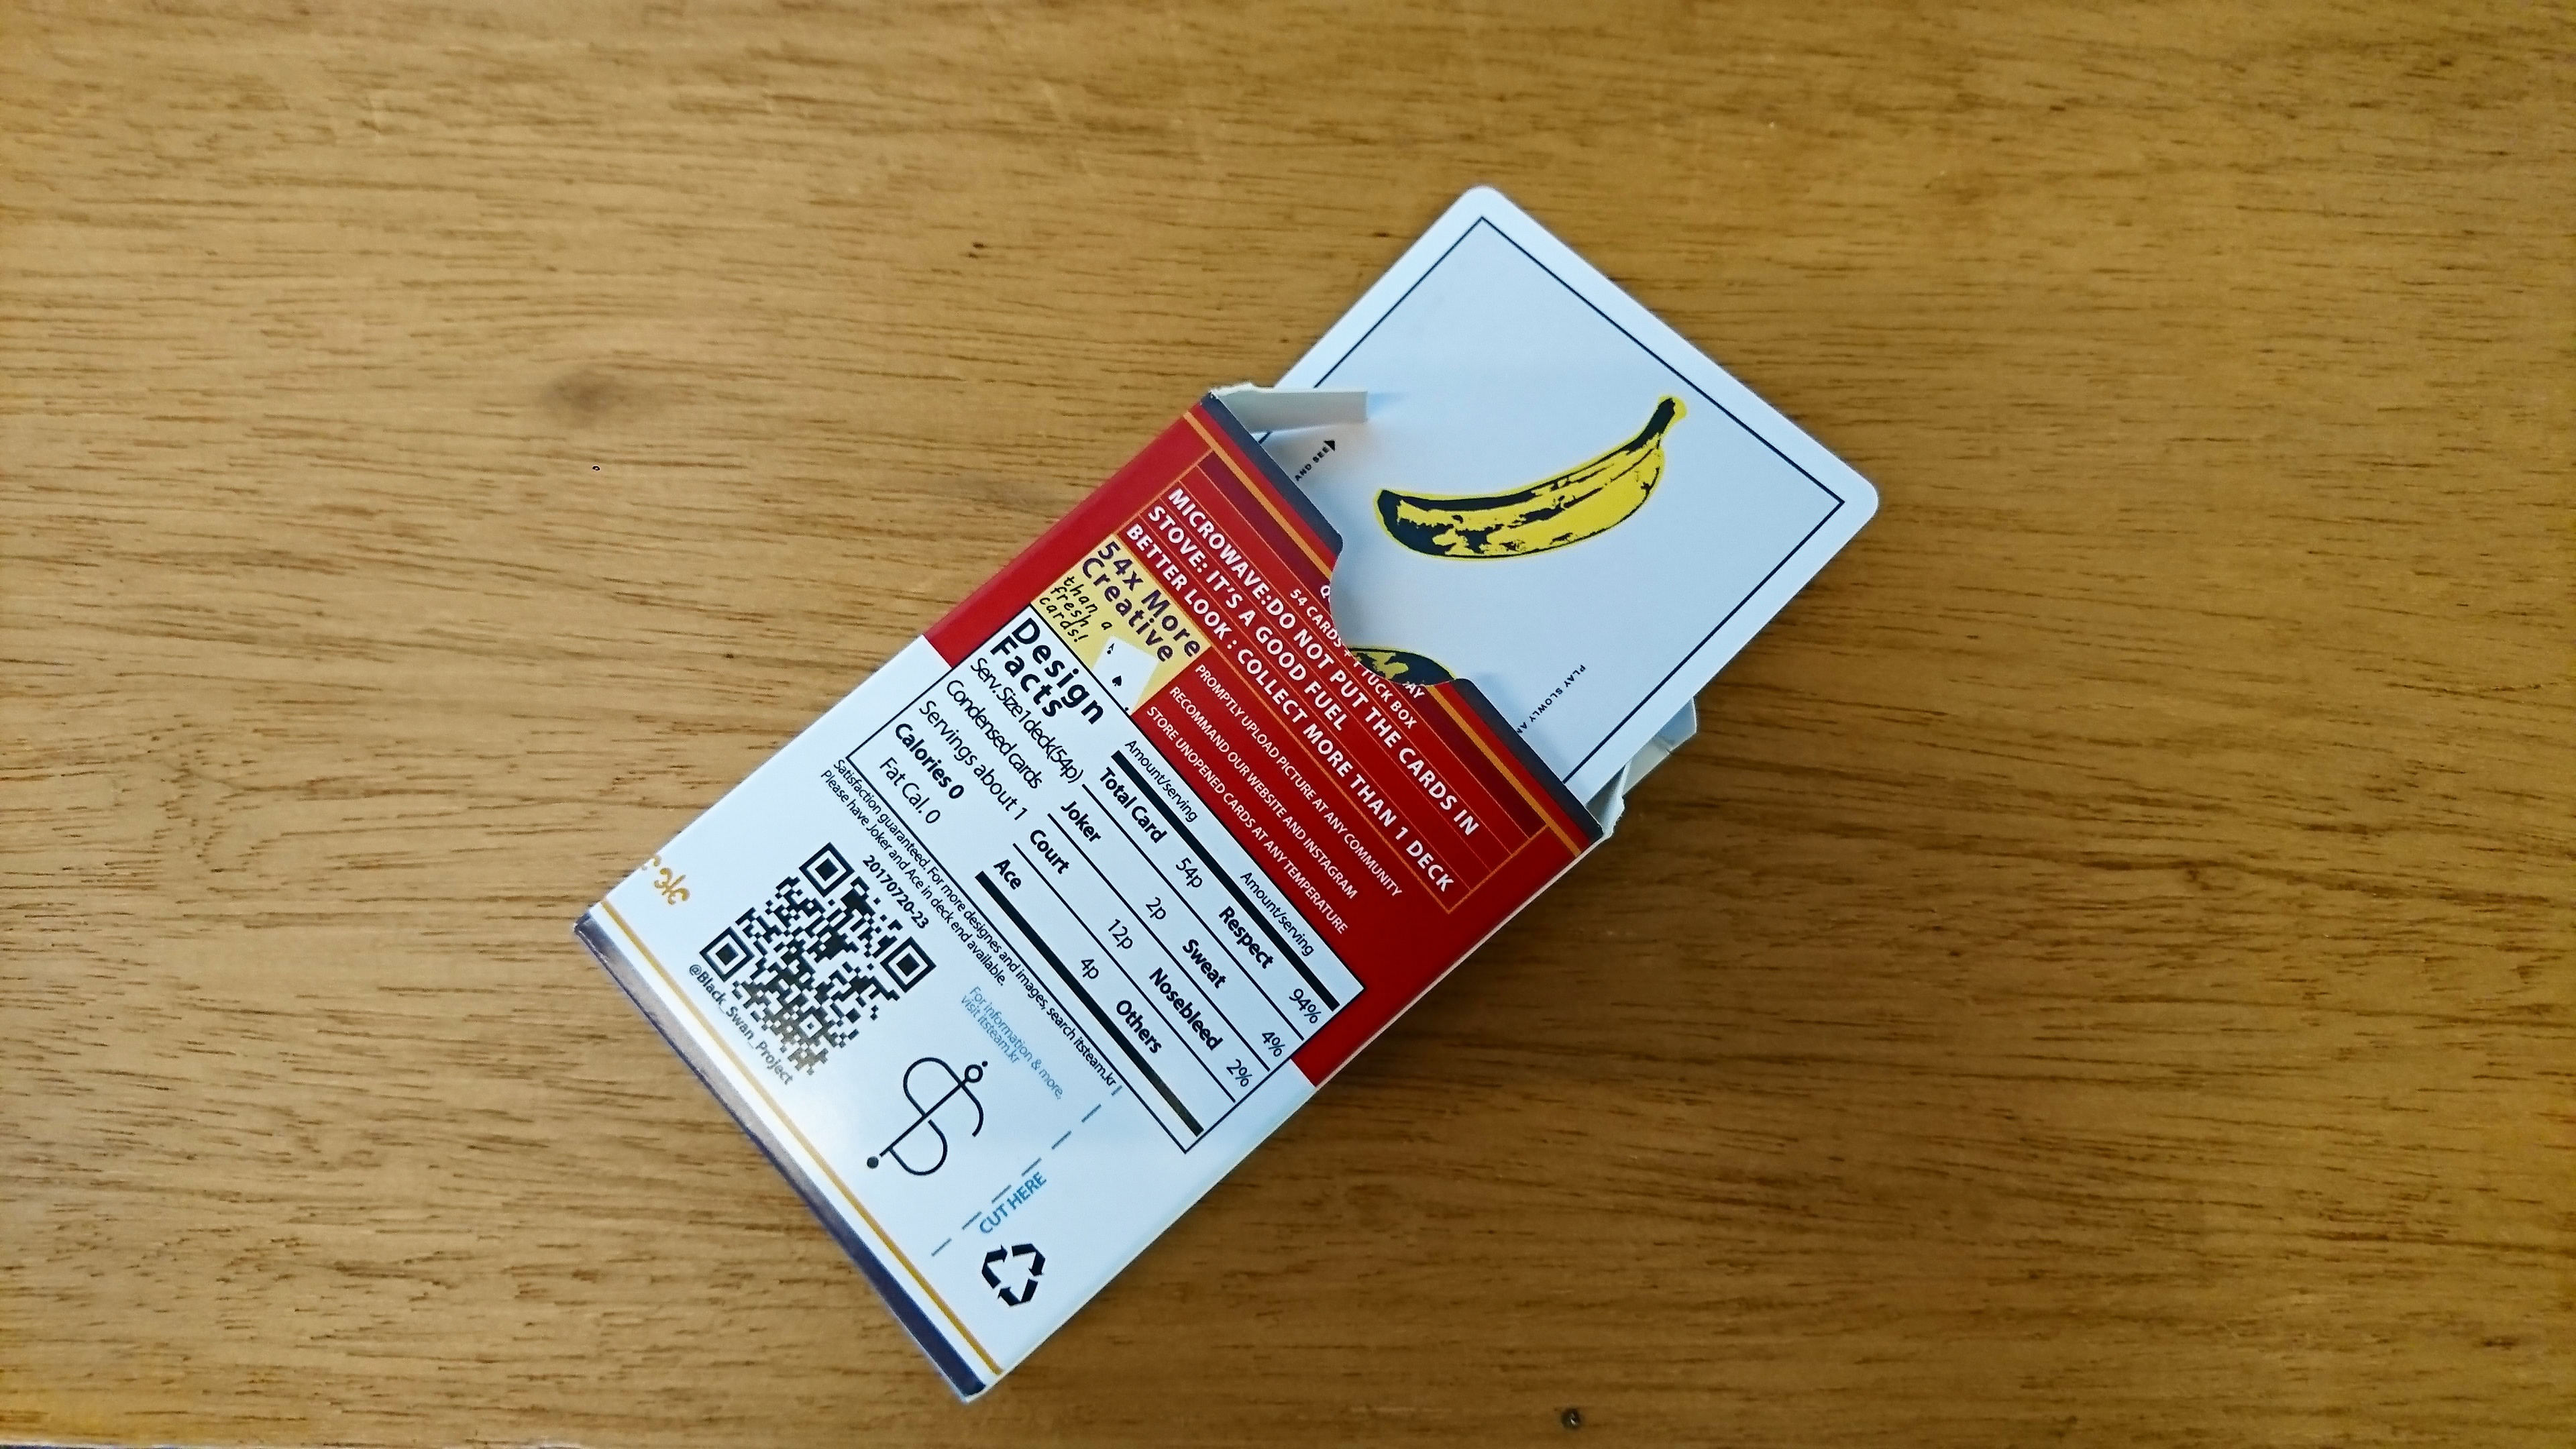 AND SEE
PLAY SLOWLY AN
54 CARDS + 1 TUCK BOX
MICROWAVE:DO NOT PUT THE CARDS IN
STOVE: IT'S A GOOD FUEL
BETTER LOOK : COLLECT MORE THAN 1 DECK
54x More
Creative
than a
fresh
cards!
PROMPTLY UPLOAD PICTURE AT ANY COMMUNITY
RECOMMAND OUR WEBSITE AND INSTAGRAM
STORE UNOPENED CARDS AT ANY TEMPERATURE
Design
Facts
Serv. Size 1 deck(54p)
Condensed cards
Servings about 1
Calories 0
Fat Cal. 0
Amount/serving Amount/serving
Total Card 54p Respect 94%
Joker 2p Sweat 4%
Court 12p Nosebleed 2%
Ace 4p Others
Satisfaction guaranteed. For more designes and images, search itsteam.kr
Please have Joker and Ace in deck end available.
20170720-23
@Black_Swan_Project
For Information & more,
visit itsteam.kr
CUT HERE